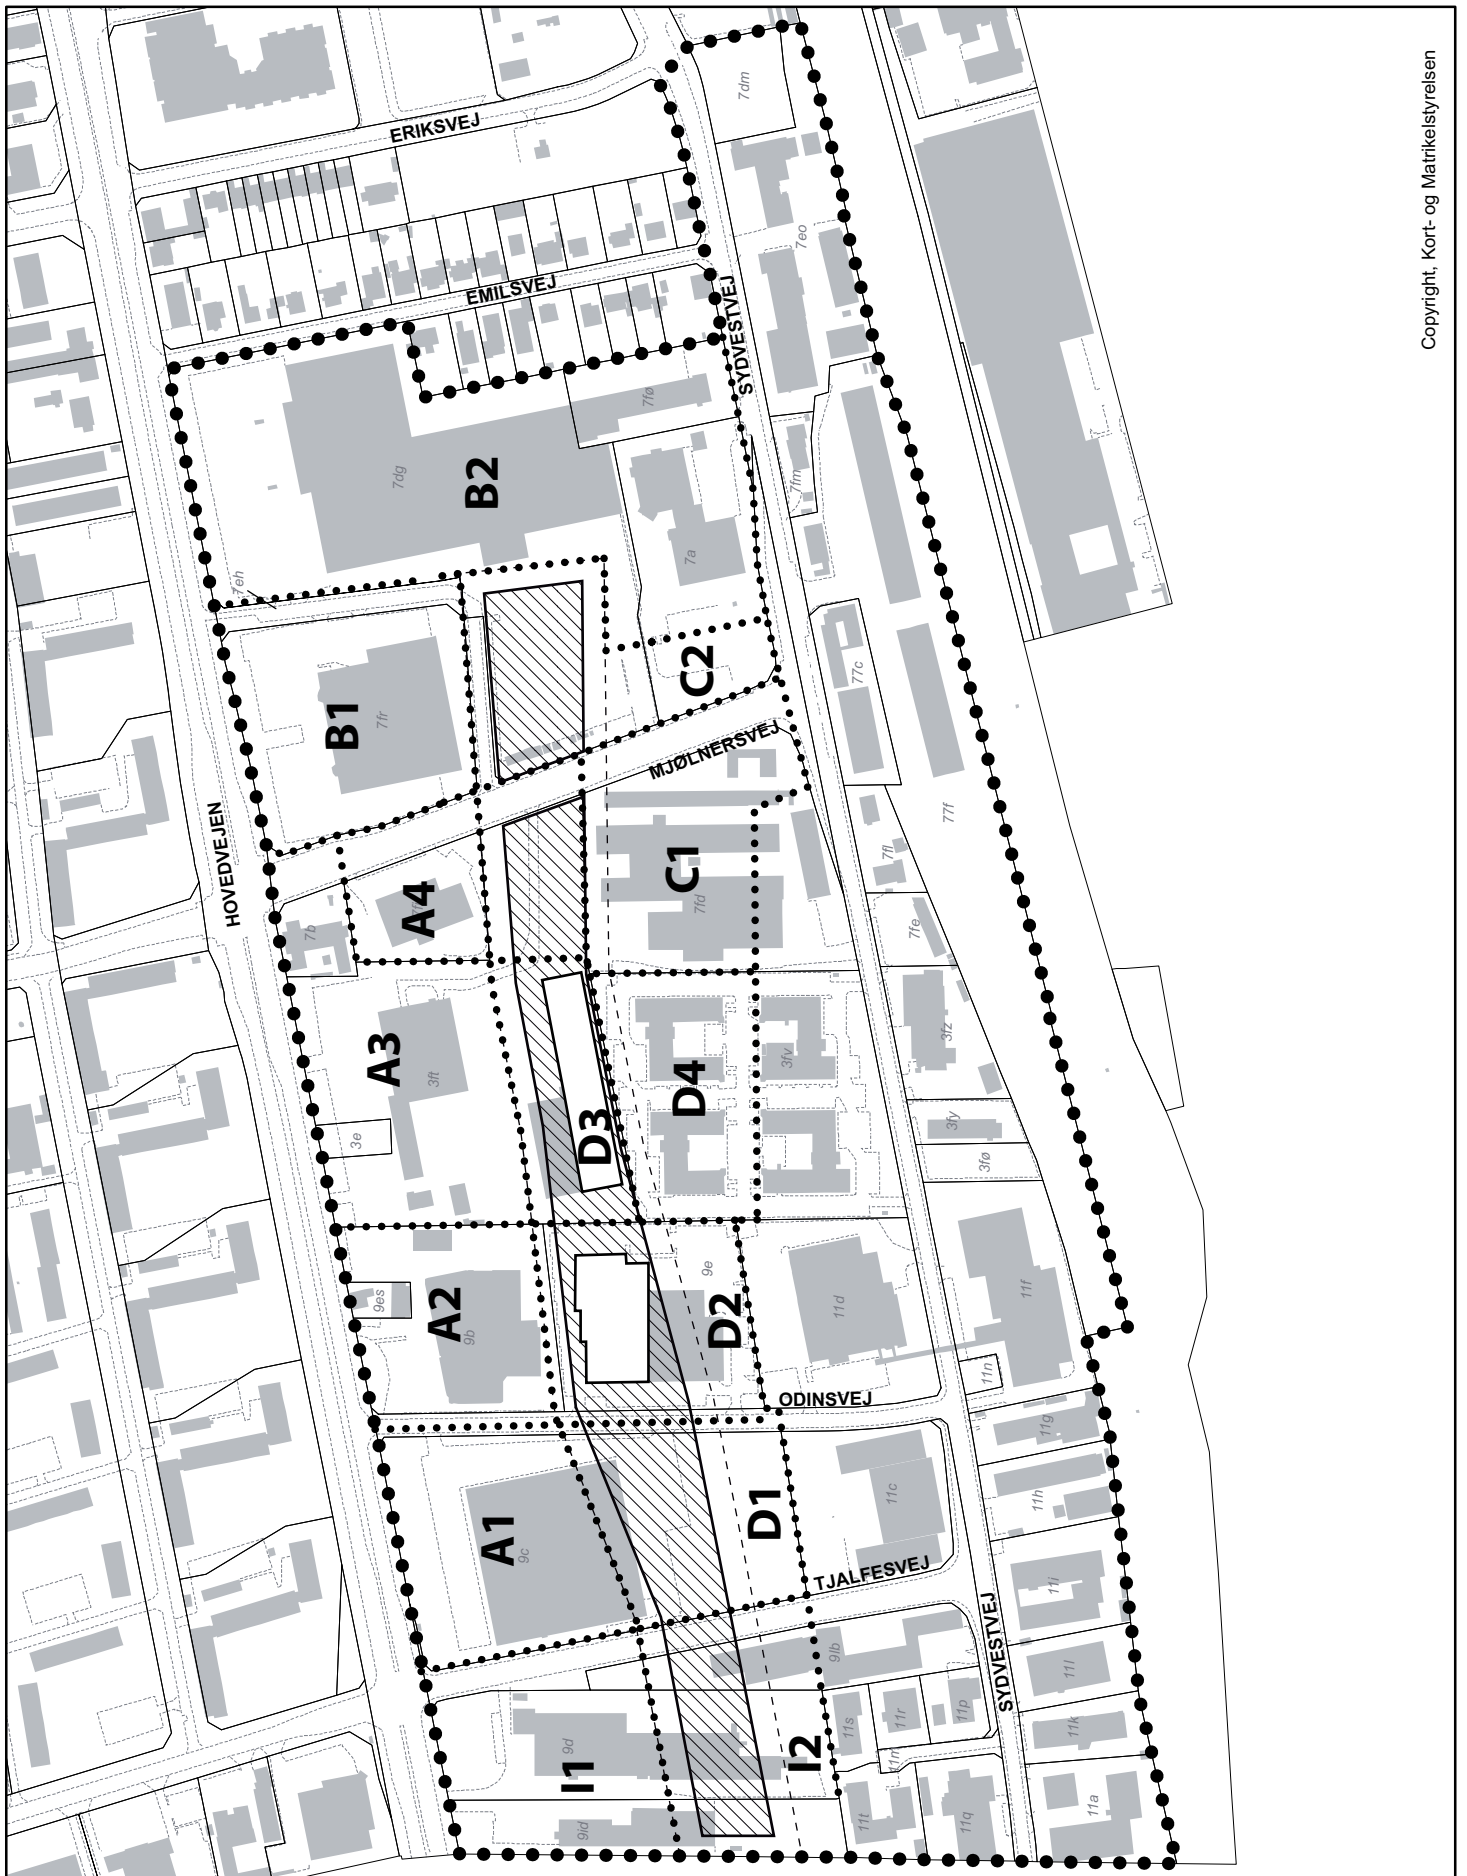 Copyright, Kort- og Matrikelstyrelsen
ERIKSVEJ
7dm
7eo
EMILSVEJ
SYDVESTVEJ
7fø
7dg
B2
7fm
7a
7eh
B1
7fr
C2
77c
MJØLNERSVEJ
77f
HOVEDVEJEN
7fl
C1
7fd
A4
7b
7fe
A3
3ft
3fz
3e
D3
D4
3fv
3fy
3fø
9e
9es
A2
9b
D2
11d
11f
11n
ODINSVEJ
11g
A1
9c
D1
11c
11h
TJALFESVEJ
11i
9lb
SYDVESTVEJ
11l
11s
11r
11p
11k
11m
I1
9d
I2
9id
11t
11q
11a